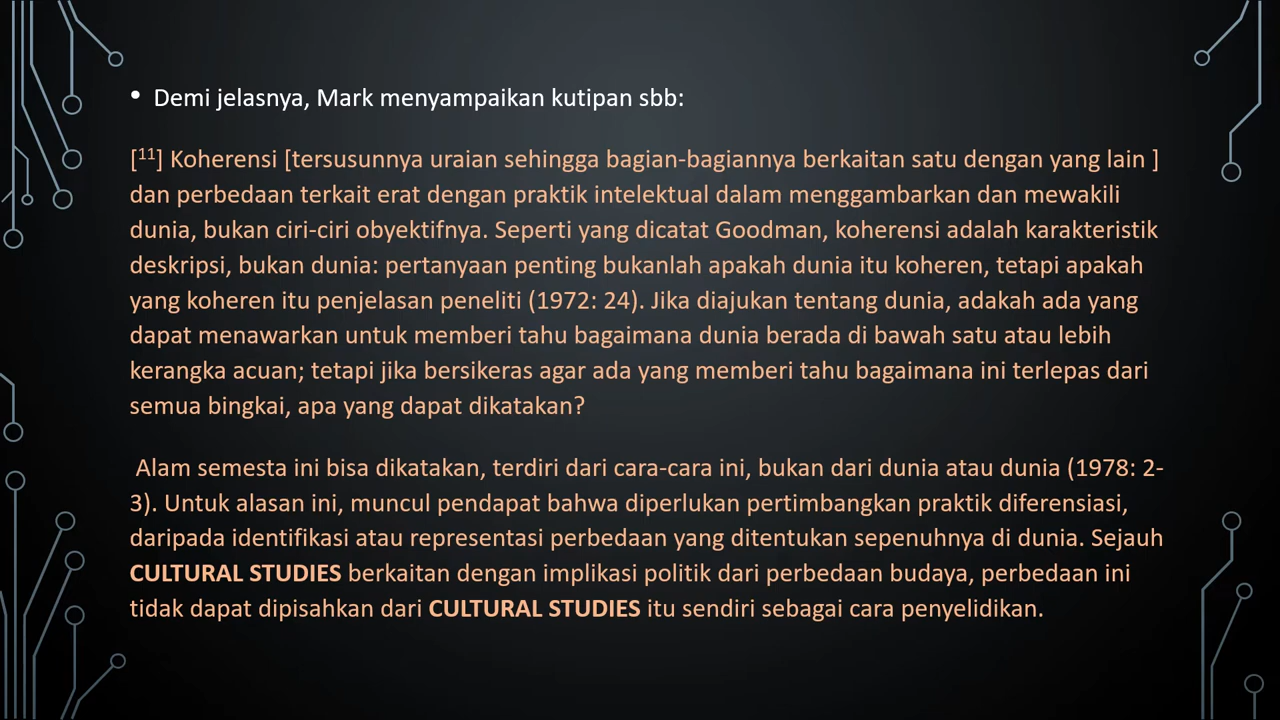 • Demi jelasnya, Mark menyampaikan kutipan sbb:
[¹¹] Koherensi [tersusunnya uraian sehingga bagian-bagiannya berkaitan satu dengan yang lain ]
dan perbedaan terkait erat dengan praktik intelektual dalam menggambarkan dan mewakili
dunia, bukan ciri-ciri obyektifnya. Seperti yang dicatat Goodman, koherensi adalah karakteristik
deskripsi, bukan dunia: pertanyaan penting bukanlah apakah dunia itu koheren, tetapi apakah
yang koheren itu penjelasan peneliti (1972: 24). Jika diajukan tentang dunia, adakah ada yang
dapat menawarkan untuk memberi tahu bagaimana dunia berada di bawah satu atau lebih
kerangka acuan; tetapi jika bersikeras agar ada yang memberi tahu bagaimana ini terlepas dari
semua bingkai, apa yang dapat dikatakan?
Alam semesta ini bisa dikatakan, terdiri dari cara-cara ini, bukan dari dunia atau dunia (1978: 2-
3). Untuk alasan ini, muncul pendapat bahwa diperlukan pertimbangkan praktik diferensiasi,
daripada identifikasi atau representasi perbedaan yang ditentukan sepenuhnya di dunia. Sejauh
CULTURAL STUDIES berkaitan dengan implikasi politik dari perbedaan budaya, perbedaan ini
tidak dapat dipisahkan dari CULTURAL STUDIES itu sendiri sebagai cara penyelidikan.